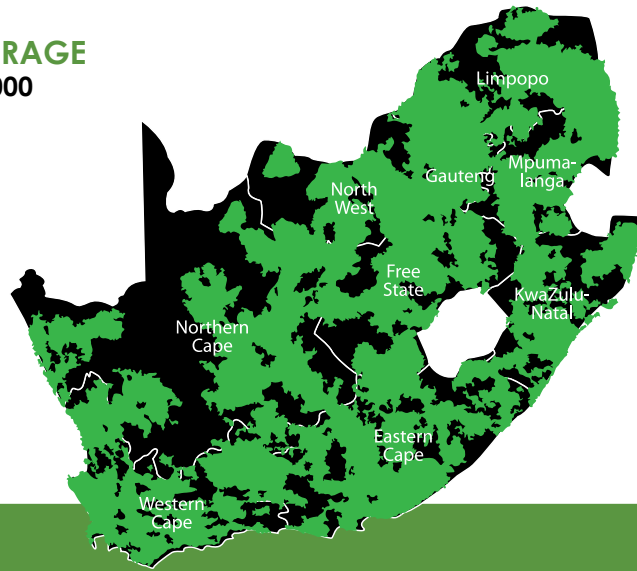 RAGE
000
Limpopo
Mpuma-
langa
Gauteng
North
West
Free
State
KwaZulu-
Natal
Northern
Cape
Eastern
Cape
Western
Cape